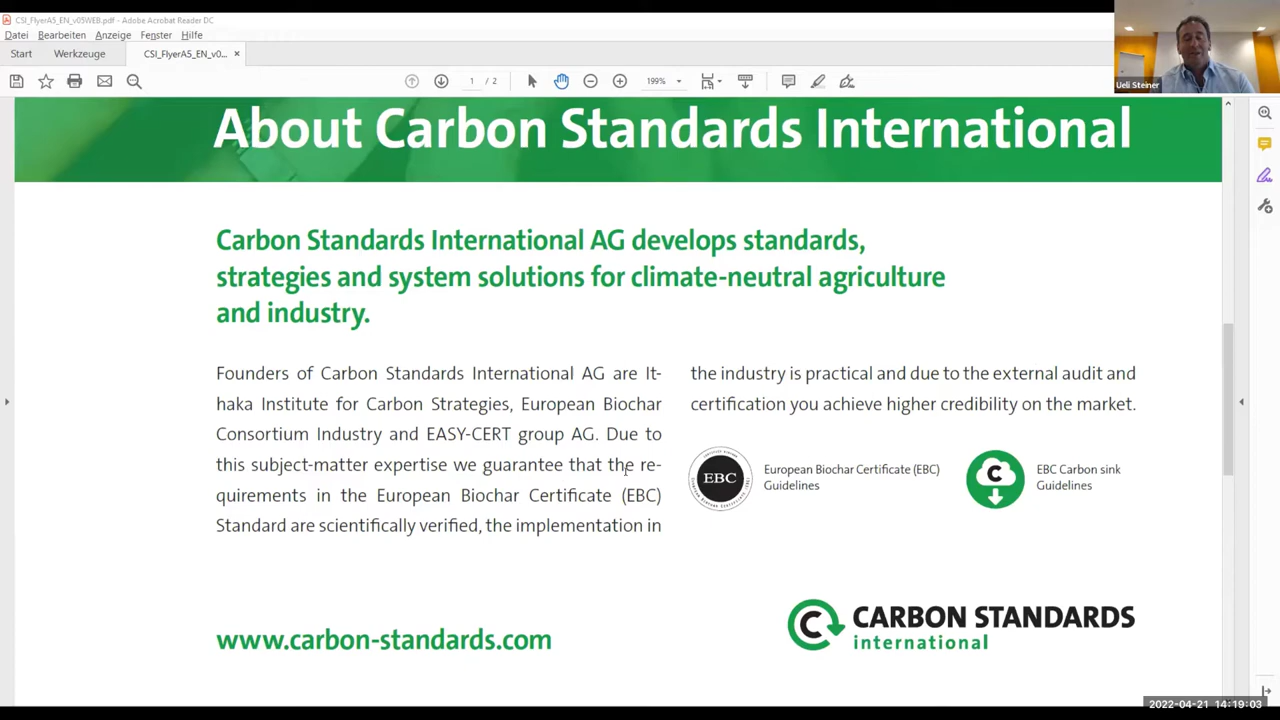 CSI_FlyerA5_EN_v05WEB.pdf - Adobe Acrobat Reader DC
Datei Bearbeiten Anzeige Fenster Hilfe
Start Werkzeuge CSI_FlyerA5_EN_v0... ×
1 / 2 199%
Ueli Steiner
About Carbon Standards International
Carbon Standards International AG develops standards,
strategies and system solutions for climate-neutral agriculture
and industry.
Founders of Carbon Standards International AG are It-
haka Institute for Carbon Strategies, European Biochar
Consortium Industry and EASY-CERT group AG. Due to
this subject-matter expertise we guarantee that the re-
quirements in the European Biochar Certificate (EBC)
Standard are scientifically verified, the implementation in
the industry is practical and due to the external audit and
certification you achieve higher credibility on the market.
EBC
European Biochar Certificate (EBC)
Guidelines
C
EBC Carbon sink
Guidelines
www.carbon-standards.com
C CARBON STANDARDS
international
2022-04-21 14:19:03